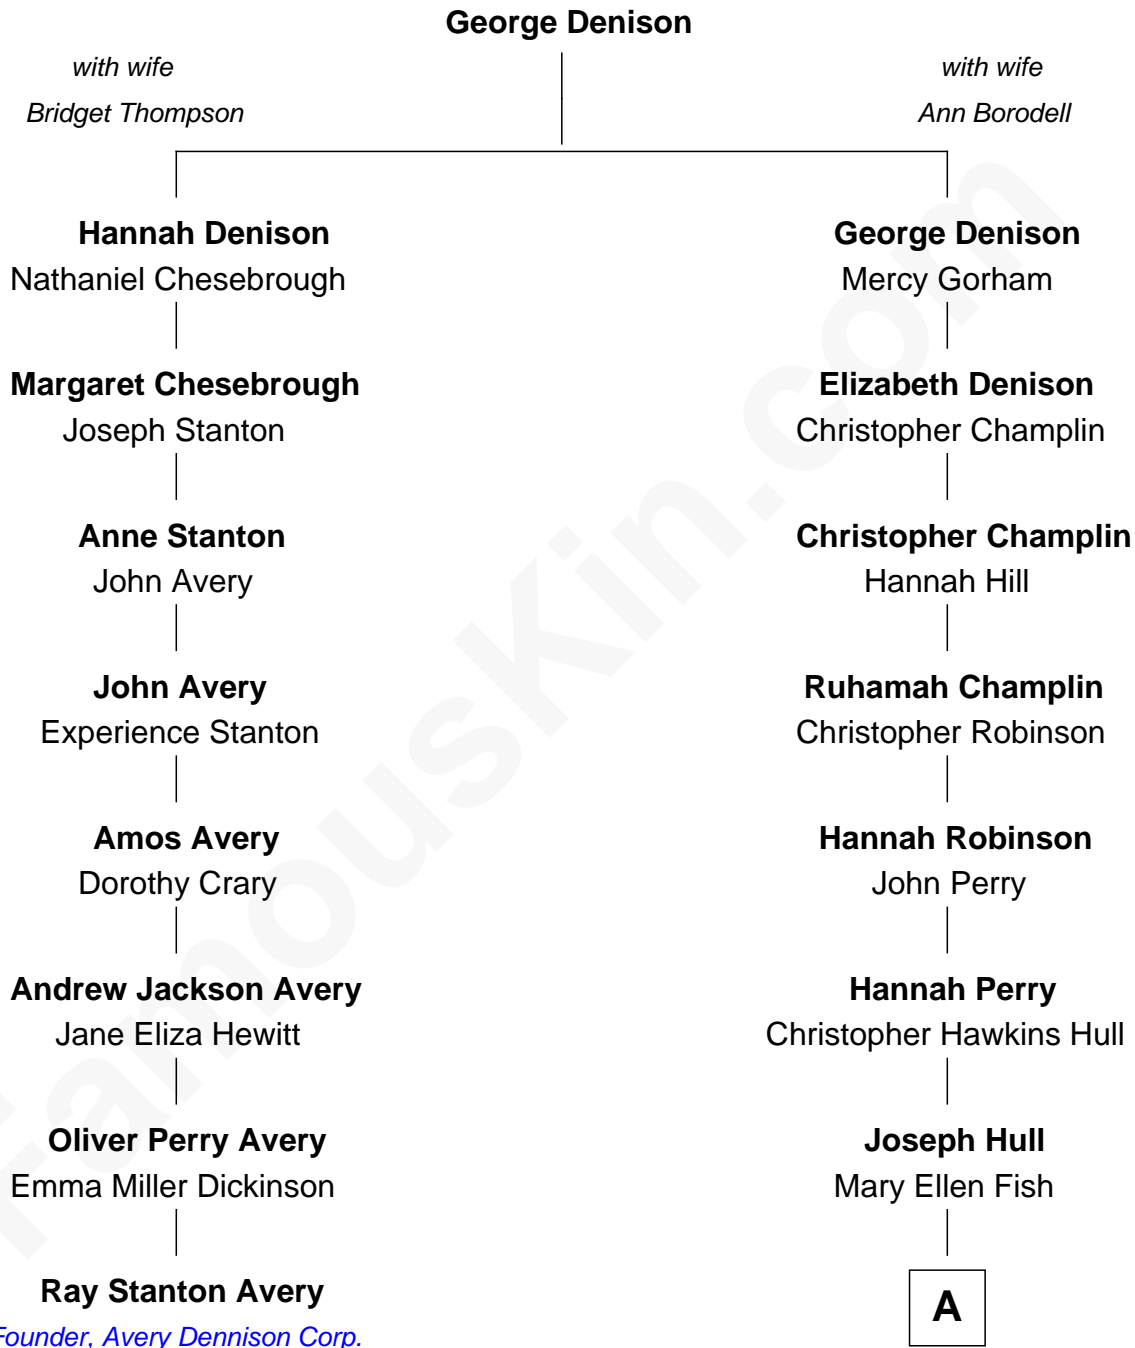 George Denison
with wife
Bridget Thompson
with wife
Ann Borodell
Hannah Denison
Nathaniel Chesebrough
George Denison
Mercy Gorham
Margaret Chesebrough
Joseph Stanton
Elizabeth Denison
Christopher Champlin
Anne Stanton
John Avery
Christopher Champlin
Hannah Hill
John Avery
Experience Stanton
Ruhamah Champlin
Christopher Robinson
Amos Avery
Dorothy Crary
Hannah Robinson
John Perry
Andrew Jackson Avery
Jane Eliza Hewitt
Hannah Perry
Christopher Hawkins Hull
Oliver Perry Avery
Emma Miller Dickinson
Joseph Hull
Mary Ellen Fish
Ray Stanton Avery
Founder, Avery Dennison Corp.
A
FamousKin.com